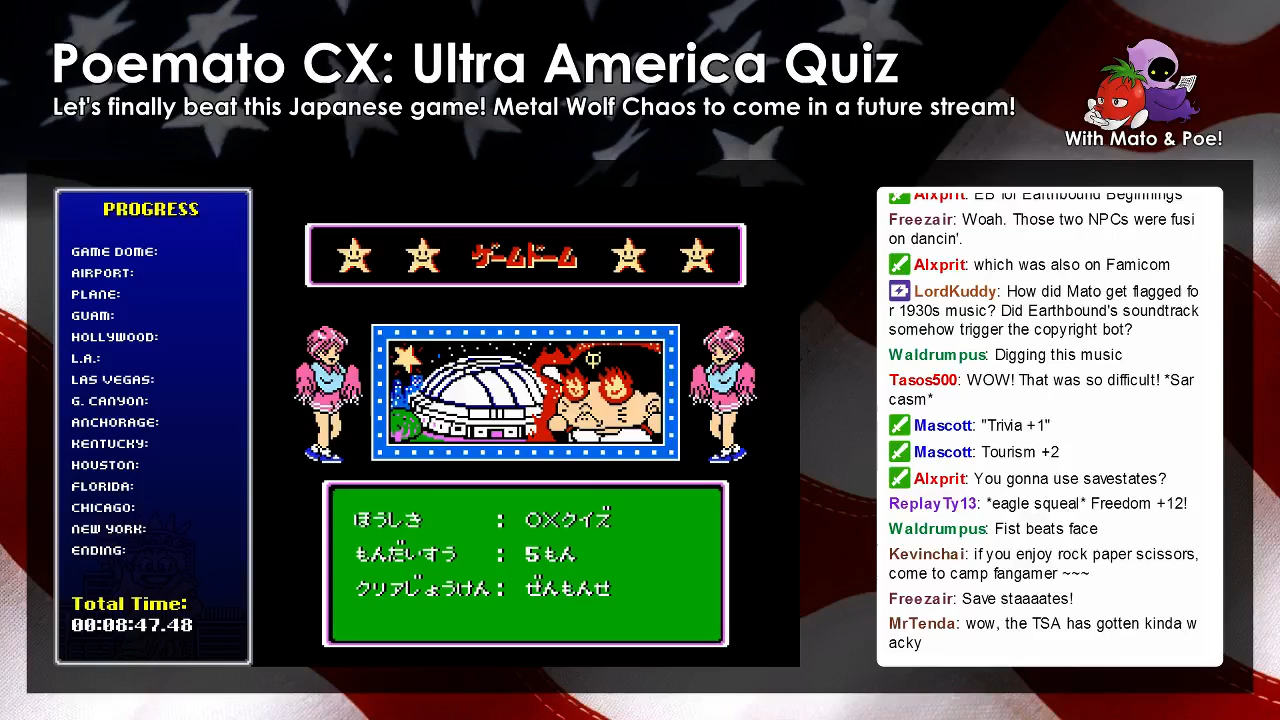 Poemato CX: Ultra America Quiz
Let's finally beat this Japanese game! Metal Wolf Chaos to come in a future stream!
With Mato & Poe!
PROGRESS
GAME DOME:
AIRPORT:
PLANE:
GUAM:
HOLLYWOOD:
L.A.:
LAS VEGAS:
G. CANYON:
ANCHORAGE:
KENTUCKY:
HOUSTON:
FLORIDA:
CHICAGO:
NEW YORK:
ENDING:
Total Time:
00:08:47.48
ゲームドーム
ほうしき : ○×クイズ
もんだいすう : 5もん
クリアじょうけん: ぜんもんせ
Alxprit: EB for Earthbound Beginnings
Freezair: Woah. Those two NPCs were fusi
on dancin'.
Alxprit: which was also on Famicom
LordKuddy: How did Mato get flagged fo
r 1930s music? Did Earthbound's soundtrack
somehow trigger the copyright bot?
Waldrumpus: Digging this music
Tasos500: WOW! That was so difficult! *Sar
casm*
Mascott: "Trivia +1"
Mascott: Tourism +2
Alxprit: You gonna use savestates?
ReplayTy13: *eagle squeal* Freedom +12!
Waldrumpus: Fist beats face
Kevinchai: if you enjoy rock paper scissors,
come to camp fangamer ~~~
Freezair: Save staaaates!
MrTenda: wow, the TSA has gotten kinda w
acky